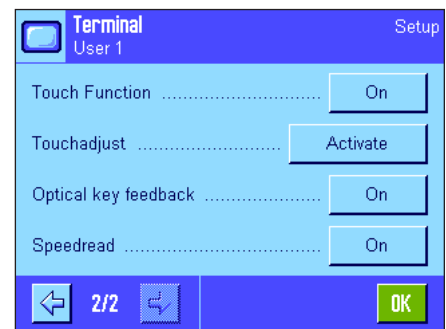 Terminal Setup
User 1
Touch Function ............................ On
Touchadjust .......................... Activate
Optical key feedback ..................... On
Speedread ................................... On
2/2 OK